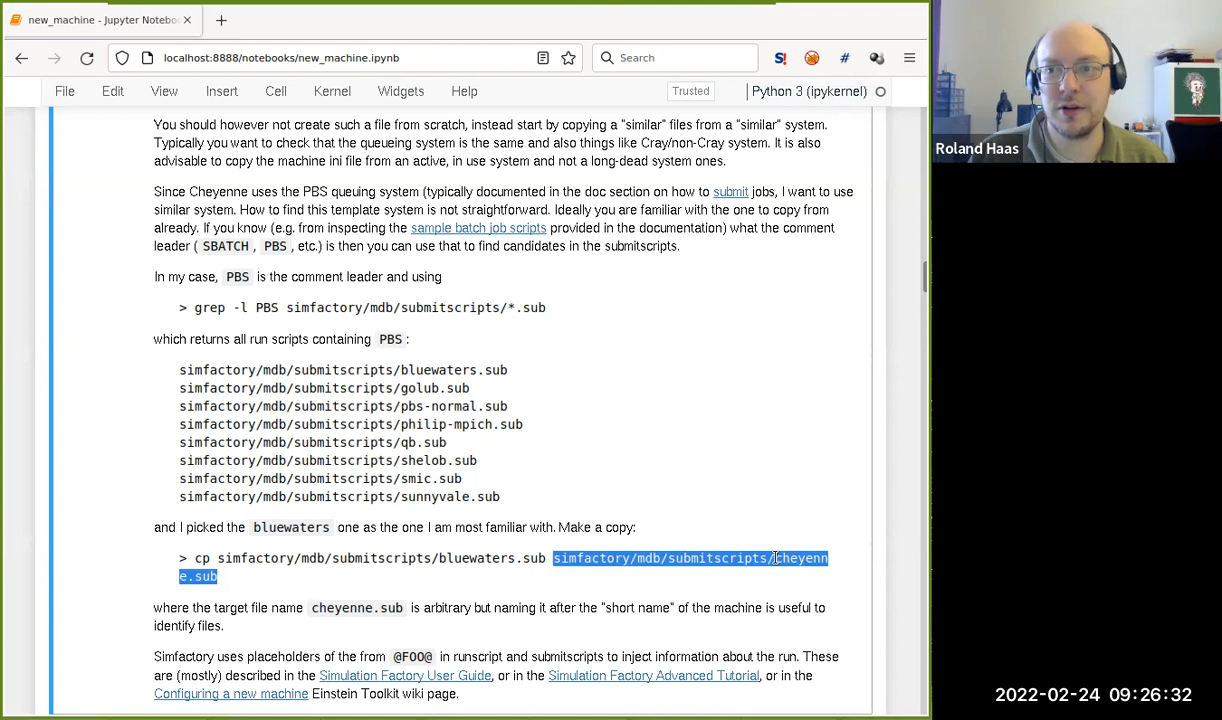 new_machine - Jupyter Notebo
localhost:8888/notebooks/new_machine.ipynb
Search
S!
#
File Edit View Insert Cell Kernel Widgets Help
Trusted
Python 3 (ipykernel)
You should however not create such a file from scratch, instead start by copying a "similar" files from a "similar" system.
Typically you want to check that the queueing system is the same and also things like Cray/non-Cray system. It is also
advisable to copy the machine ini file from an active, in use system and not a long-dead system ones.
Since Cheyenne uses the PBS queuing system (typically documented in the doc section on how to submit jobs, I want to use
similar system. How to find this template system is not straightforward. Ideally you are familiar with the one to copy from
already. If you know (e.g. from inspecting the sample batch job scripts provided in the documentation) what the comment
leader ( SBATCH , PBS , etc.) is then you can use that to find candidates in the submitscripts.
In my case, PBS is the comment leader and using
> grep -l PBS simfactory/mdb/submitscripts/*.sub
which returns all run scripts containing PBS :
simfactory/mdb/submitscripts/bluewaters.sub
simfactory/mdb/submitscripts/golub.sub
simfactory/mdb/submitscripts/pbs-normal.sub
simfactory/mdb/submitscripts/philip-mpich.sub
simfactory/mdb/submitscripts/qb.sub
simfactory/mdb/submitscripts/shelob.sub
simfactory/mdb/submitscripts/smic.sub
simfactory/mdb/submitscripts/sunnyvale.sub
and I picked the bluewaters one as the one I am most familiar with. Make a copy:
> cp simfactory/mdb/submitscripts/bluewaters.sub simfactory/mdb/submitscripts/cheyenn
e.sub
where the target file name cheyenne.sub is arbitrary but naming it after the "short name" of the machine is useful to
identify files.
Simfactory uses placeholders of the from @FOO@ in runscript and submitscripts to inject information about the run. These
are (mostly) described in the Simulation Factory User Guide, or in the Simulation Factory Advanced Tutorial, or in the
Configuring a new machine Einstein Toolkit wiki page.
Roland Haas
2022-02-24 09:26:32